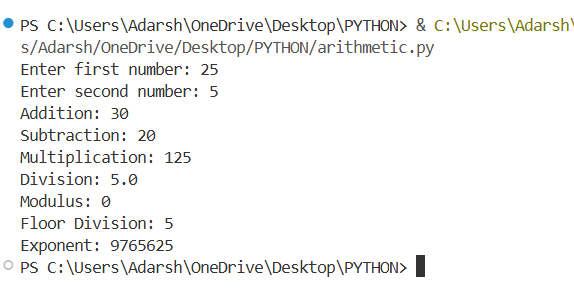 PS C:\Users\Adarsh\OneDrive\Desktop\PYTHON> & C:\Users\Adarsh\
s/Adarsh/OneDrive/Desktop/PYTHON/arithmetic.py
Enter first number: 25
Enter second number: 5
Addition: 30
Subtraction: 20
Multiplication: 125
Division: 5.0
Modulus: 0
Floor Division: 5
Exponent: 9765625
PS C:\Users\Adarsh\OneDrive\Desktop\PYTHON>